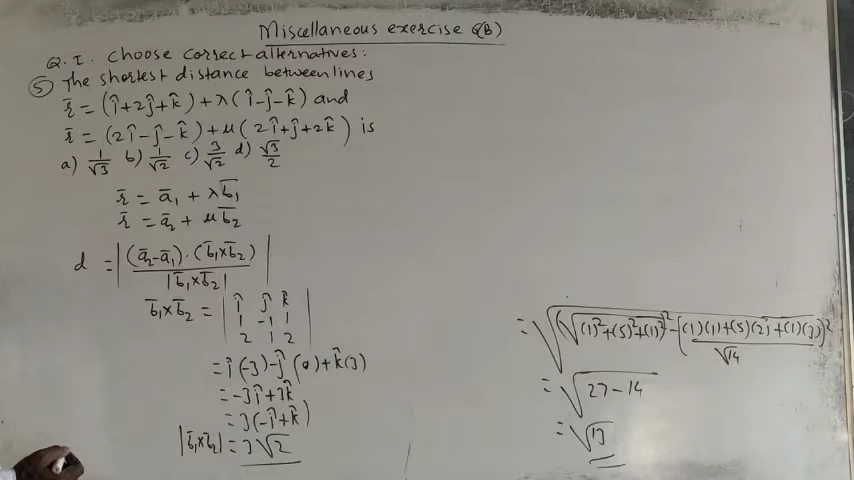 Miscellaneous exercise Q(B)
Q.I. Choose correct alternatives:
⑤ The shortest distance between lines
r̄ = (î+2ĵ+k̂) + λ(î-ĵ-k̂) and
r̄ = (2î-ĵ-k̂) + μ(2î+ĵ+2k̂) is
a) 1/√3 b) 1/√2 c) 3/√2 d) √3/2
r̄ = ā₁ + λb̄₁
r̄ = ā₂ + μb̄₂
d = |(ā₂-ā₁)·(b̄₁×b̄₂) / |b̄₁×b̄₂||
b̄₁×b̄₂ = | î ĵ k̂
1 -1 1
2 1 2 |
= î(-3) - ĵ(0) + k̂(3)
= -3î+3k̂
= 3(-î+k̂)
|b̄₁×b̄₂| = 3√2
= √((√(1)²+(5)²+(1)²)² - [(1)(1)+(5)(2)+(1)(3) / √14]²
= √27-14
= √13